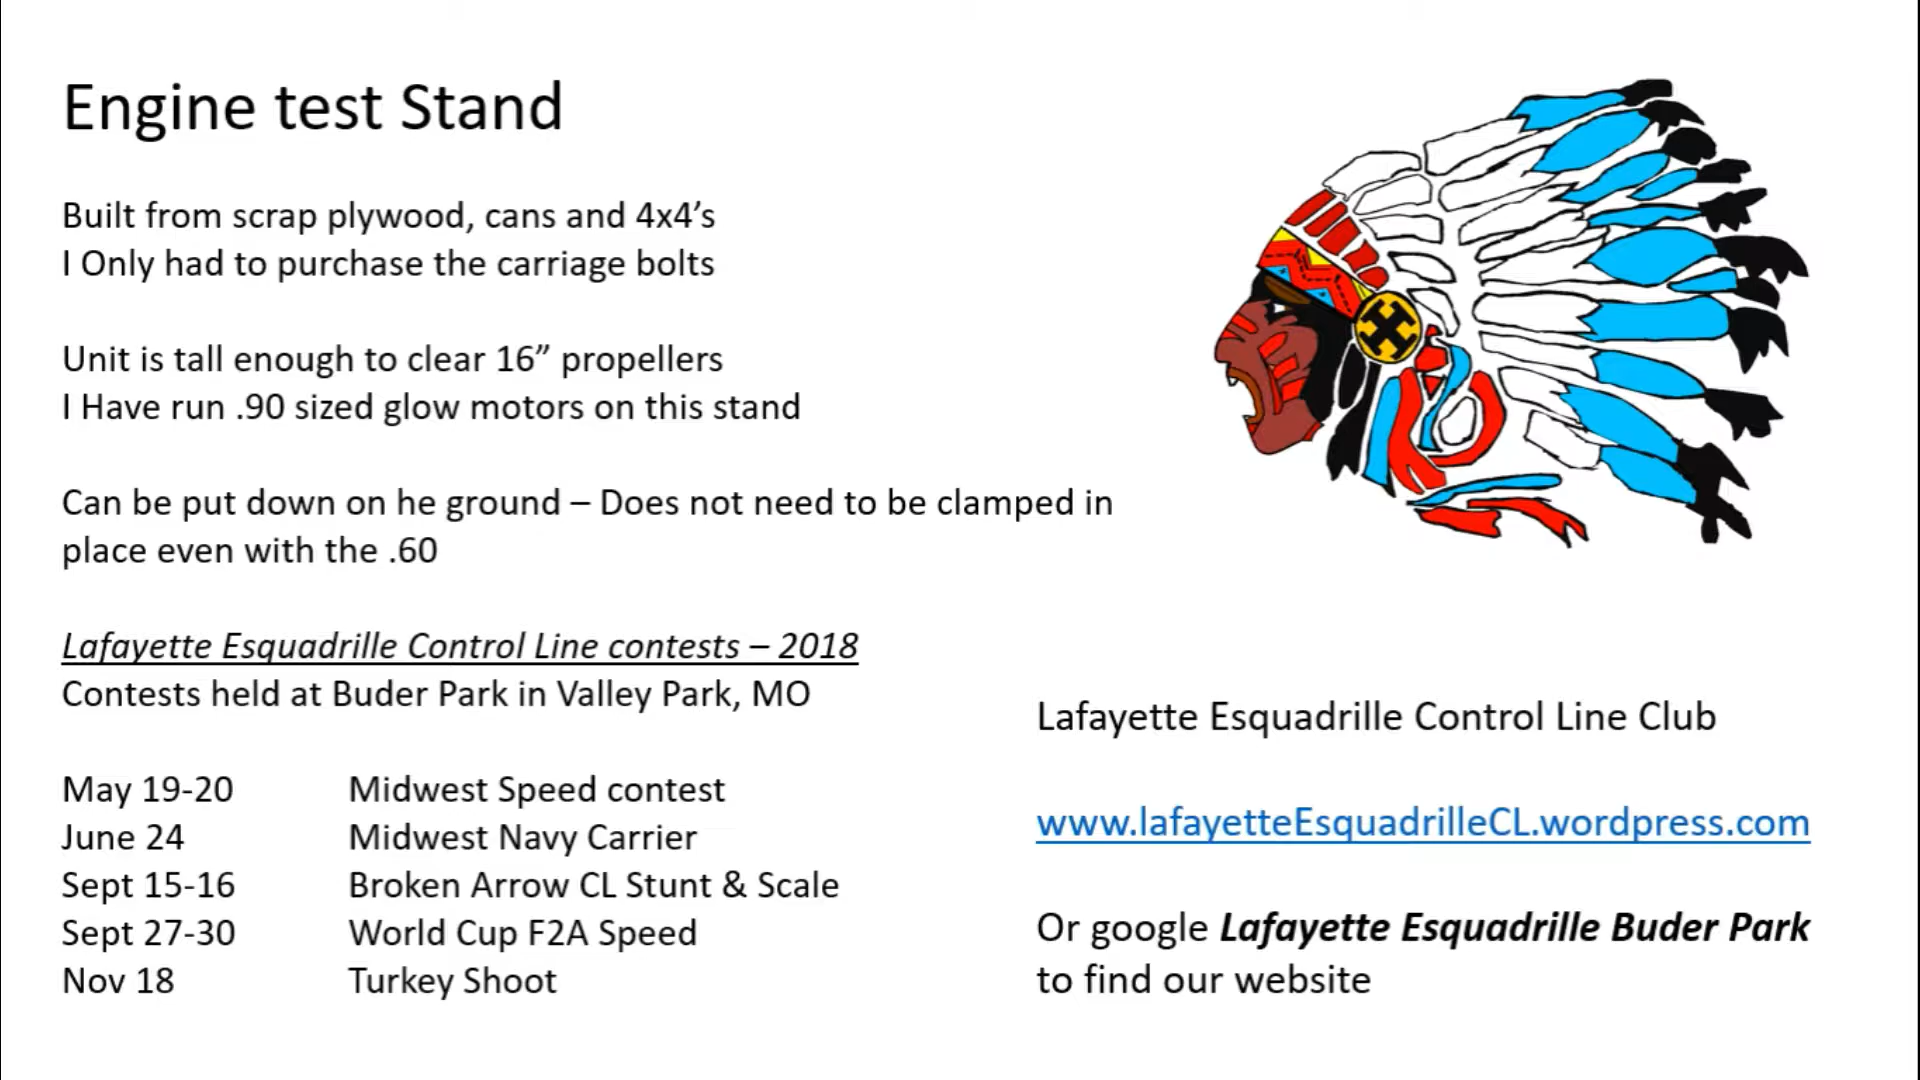 Engine test Stand
Built from scrap plywood, cans and 4x4’s
I Only had to purchase the carriage bolts
Unit is tall enough to clear 16” propellers
I Have run .90 sized glow motors on this stand
Can be put down on he ground – Does not need to be clamped in
place even with the .60
Lafayette Esquadrille Control Line contests – 2018
Contests held at Buder Park in Valley Park, MO
May 19-20 Midwest Speed contest
June 24 Midwest Navy Carrier
Sept 15-16 Broken Arrow CL Stunt & Scale
Sept 27-30 World Cup F2A Speed
Nov 18 Turkey Shoot
Lafayette Esquadrille Control Line Club
www.lafayetteEsquadrilleCL.wordpress.com
Or google Lafayette Esquadrille Buder Park
to find our website